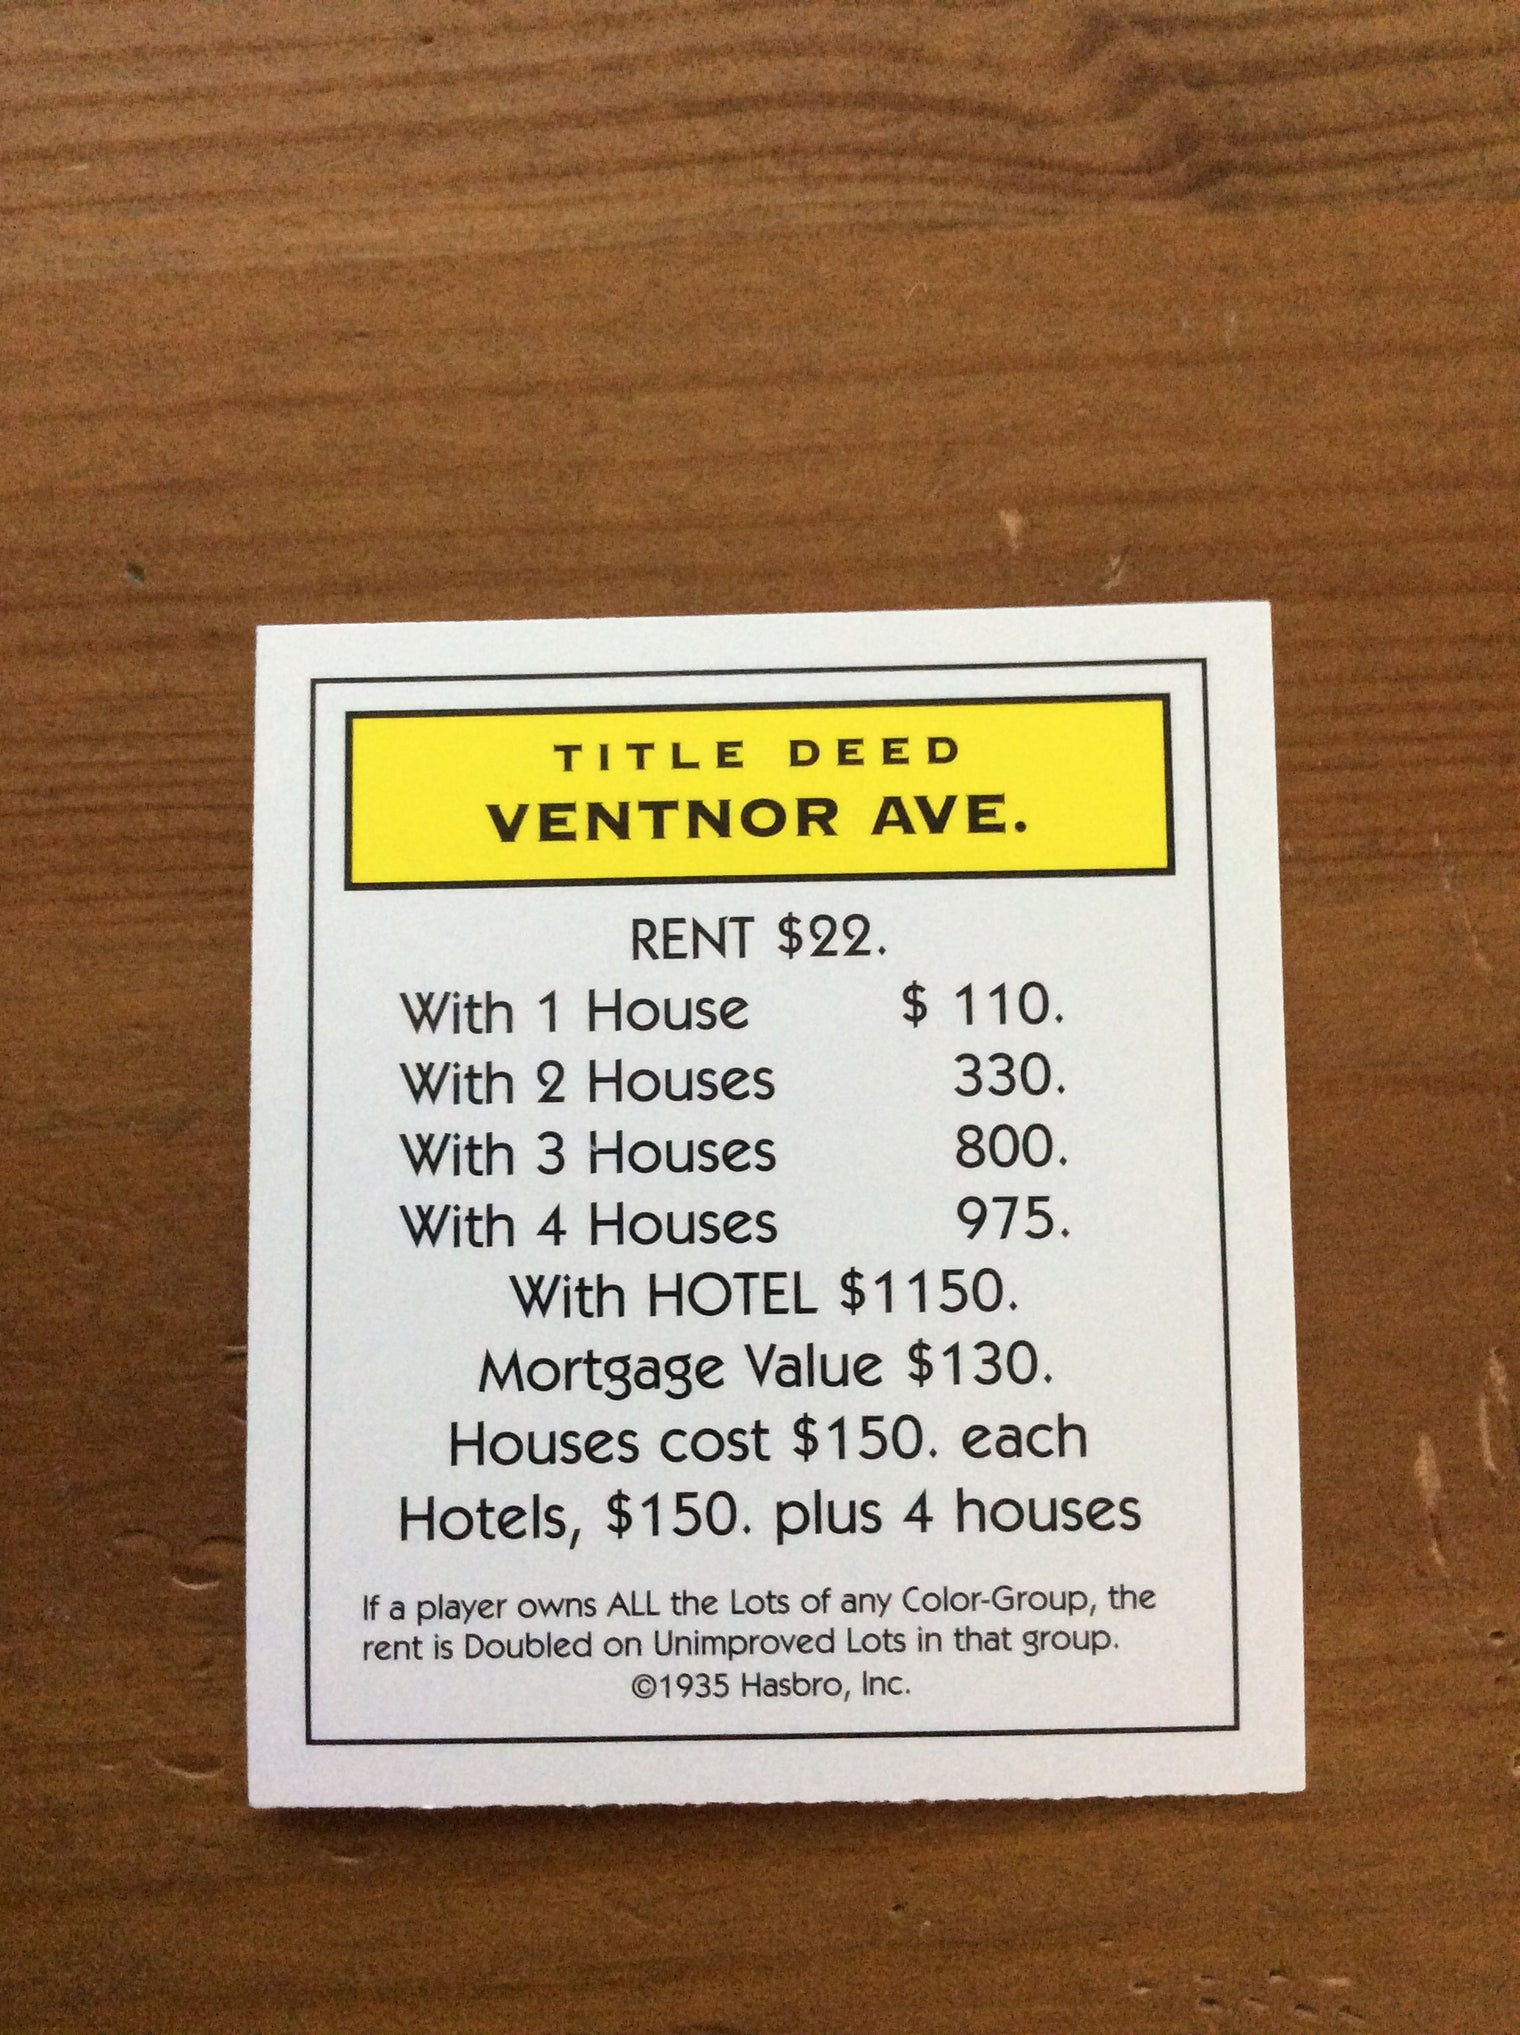 TITLE DEED
VENTNOR AVE.
RENT $22.
With 1 House $ 110.
With 2 Houses 330.
With 3 Houses 800.
With 4 Houses 975.
With HOTEL $1150.
Mortgage Value $130.
Houses cost $150. each
Hotels, $150. plus 4 houses
If a player owns ALL the Lots of any Color-Group, the
rent is Doubled on Unimproved Lots in that group.
©1935 Hasbro, Inc.